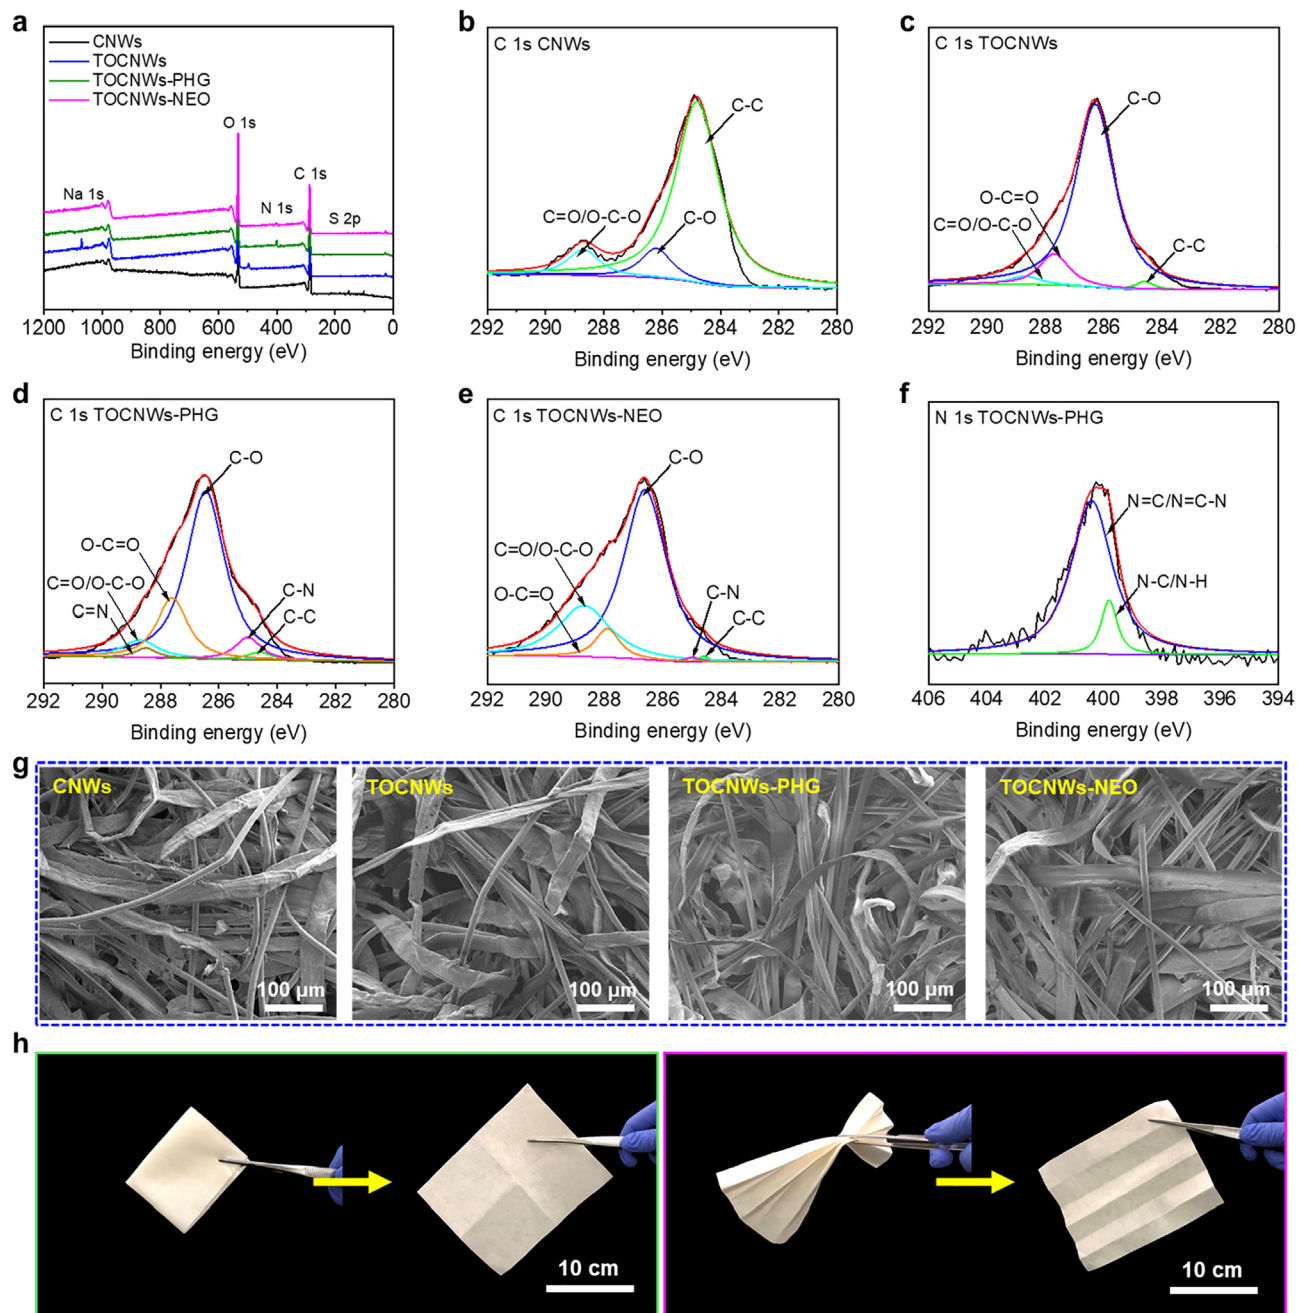 a
CNWs
TOCNWs
TOCNWs-PHG
TOCNWs-NEO
O 1s
C 1s
Na 1s
N 1s
S 2p
1200 1000 800 600 400 200 0
Binding energy (eV)
b
C 1s CNWs
C-C
C=O/O-C-O
C-O
292 290 288 286 284 282 280
Binding energy (eV)
c
C 1s TOCNWs
C-O
O-C=O
C=O/O-C-O
C-C
292 290 288 286 284 282 280
Binding energy (eV)
d
C 1s TOCNWs-PHG
C-O
O-C=O
C=O/O-C-O
C=N
C-N
C-C
292 290 288 286 284 282 280
Binding energy (eV)
e
C 1s TOCNWs-NEO
C-O
C=O/O-C-O
O-C=O
C-N
C-C
292 290 288 286 284 282 280
Binding energy (eV)
f
N 1s TOCNWs-PHG
N=C/N=C-N
N-C/N-H
406 404 402 400 398 396 394
Binding energy (eV)
g
CNWs
100 µm
TOCNWs
100 µm
TOCNWs-PHG
100 µm
TOCNWs-NEO
100 µm
h
10 cm
10 cm